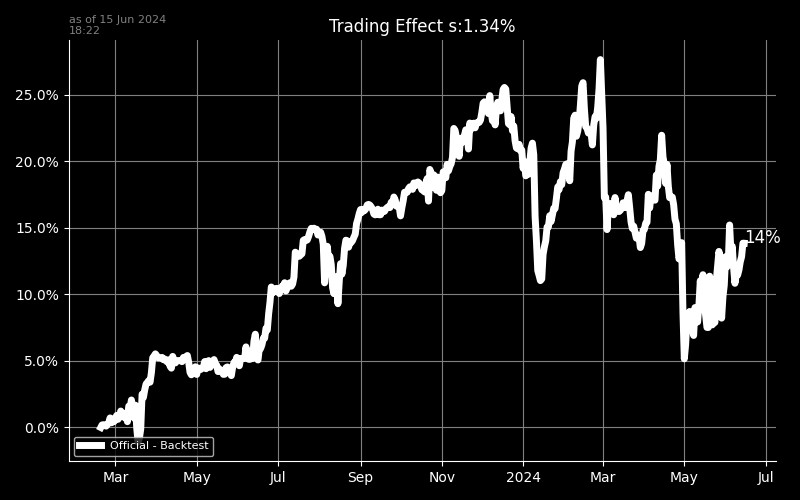 as of 15 Jun 2024
18:22
Trading Effect s:1.34%
25.0%
20.0%
15.0%
14%
10.0%
5.0%
0.0%
Official - Backtest
Mar May Jul Sep Nov 2024 Mar May Jul